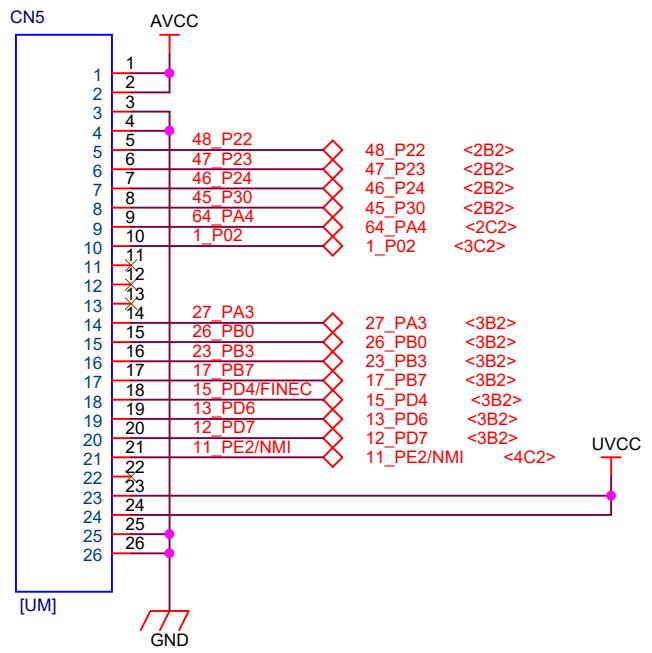 CN5
AVCC
1 1
2 2
3 3
4 4
5 5 48_P22 48_P22 <2B2>
6 6 47_P23 47_P23 <2B2>
7 7 46_P24 46_P24 <2B2>
8 8 45_P30 45_P30 <2B2>
9 9 64_PA4 64_PA4 <2C2>
10 10 1_P02 1_P02 <3C2>
11 11
12 12
13 13
14 14 27_PA3 27_PA3 <3B2>
15 15 26_PB0 26_PB0 <3B2>
16 16 23_PB3 23_PB3 <3B2>
17 17 17_PB7 17_PB7 <3B2>
18 18 15_PD4/FINEC 15_PD4 <3B2>
19 19 13_PD6 13_PD6 <3B2>
20 20 12_PD7 12_PD7 <3B2>
UVCC
21 21 11_PE2/NMI 11_PE2/NMI <4C2>
22 22
23 23
24 24
25 25
26 26
[UM]
GND